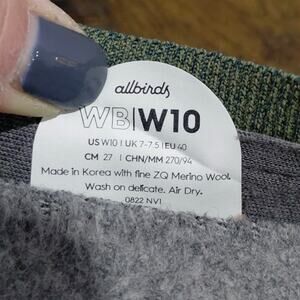 allbirds
WB|W10
US W10 | UK 7-7.5 | EU 40
CM 27 | CHN/MM 270/94
Made in Korea with fine ZQ Merino Wool.
Wash on delicate. Air Dry.
0822 NV1